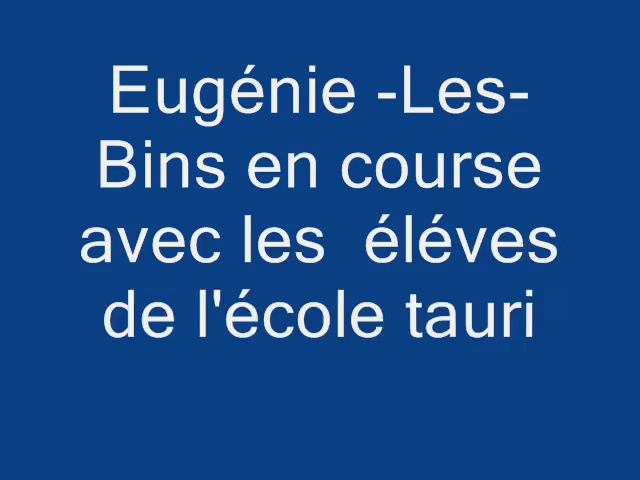 Eugénie -Les-
Bins en course
avec les  éléves
de l'école tauri